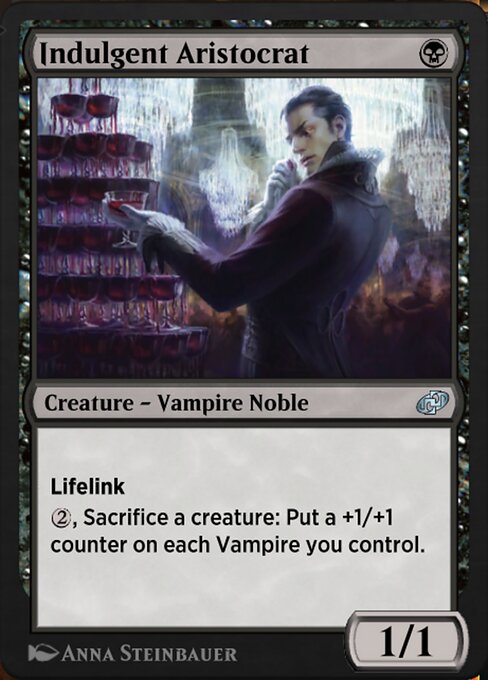 Indulgent Aristocrat
Creature – Vampire Noble
Lifelink
2, Sacrifice a creature: Put a +1/+1
counter on each Vampire you control.
1/1
Anna Steinbauer